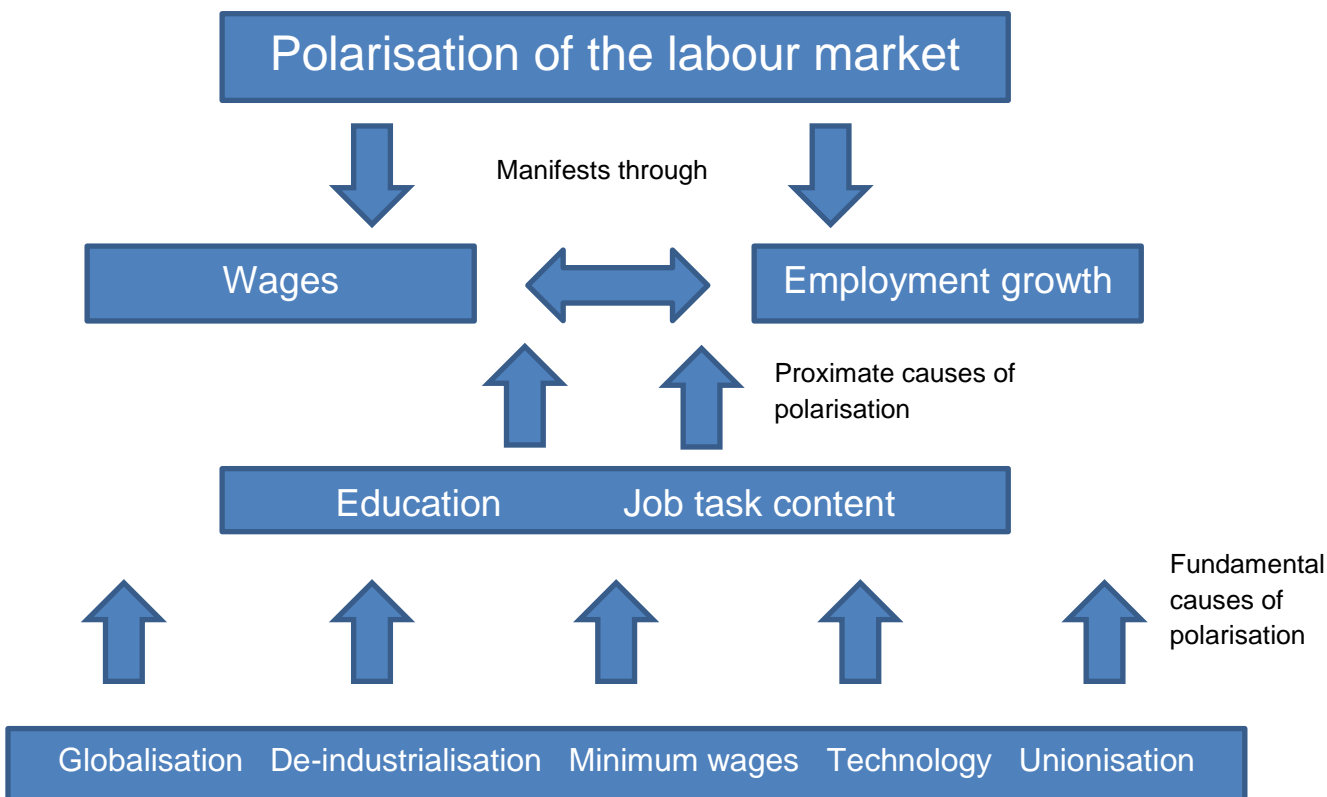 Polarisation of the labour market
Manifests through
Wages
Employment growth
Proximate causes of
polarisation
Education Job task content
Fundamental
causes of
polarisation
Globalisation De-industrialisation Minimum wages Technology Unionisation